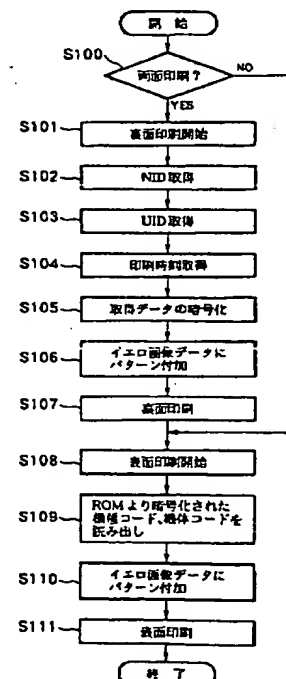 開始
S100
両面印刷?
NO
YES
S101
裏面印刷開始
S102
NID取得
S103
UID取得
S104
印刷時刻取得
S105
取得データの暗号化
S106
イエロ画像データに
パターン付加
S107
裏面印刷
S108
表面印刷開始
S109
ROMより暗号化された
機種コード、機体コードを
読み出し
S110
イエロ画像データに
パターン付加
S111
表面印刷
終了